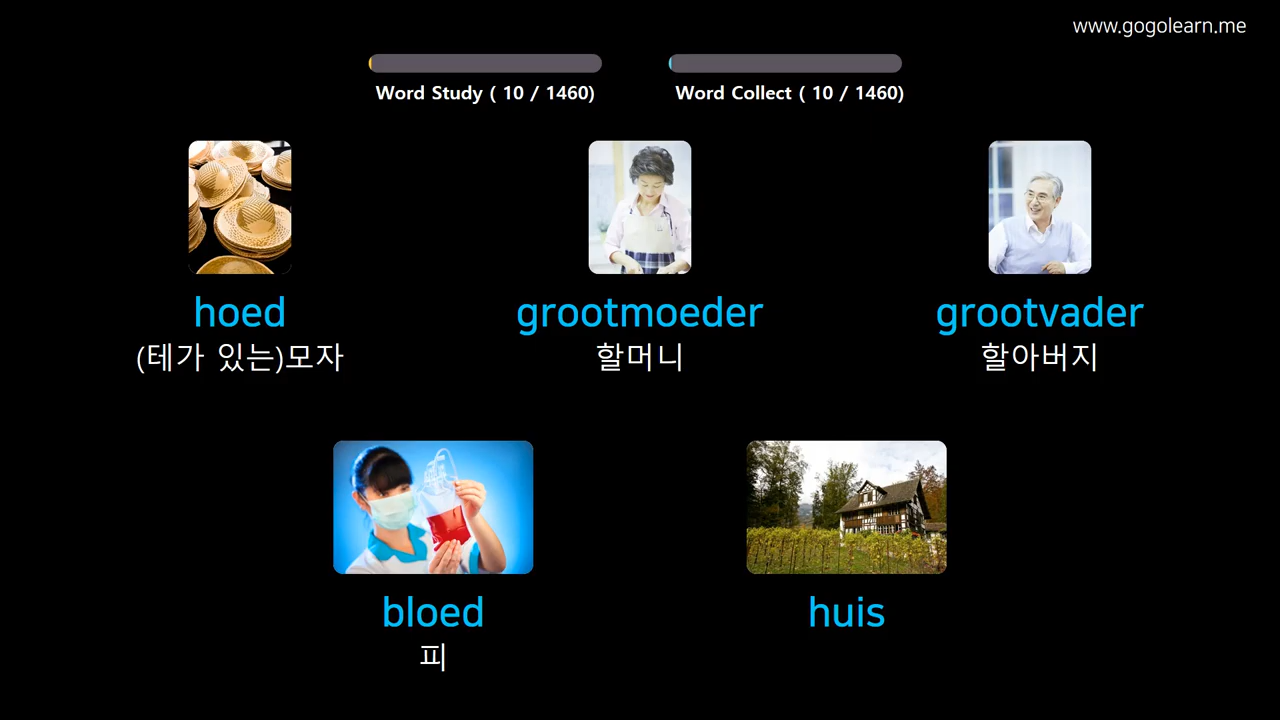 www.gogolearn.me
Word Study ( 10 / 1460)
Word Collect ( 10 / 1460)
hoed
(테가 있는)모자
grootmoeder
할머니
grootvader
할아버지
bloed
피
huis